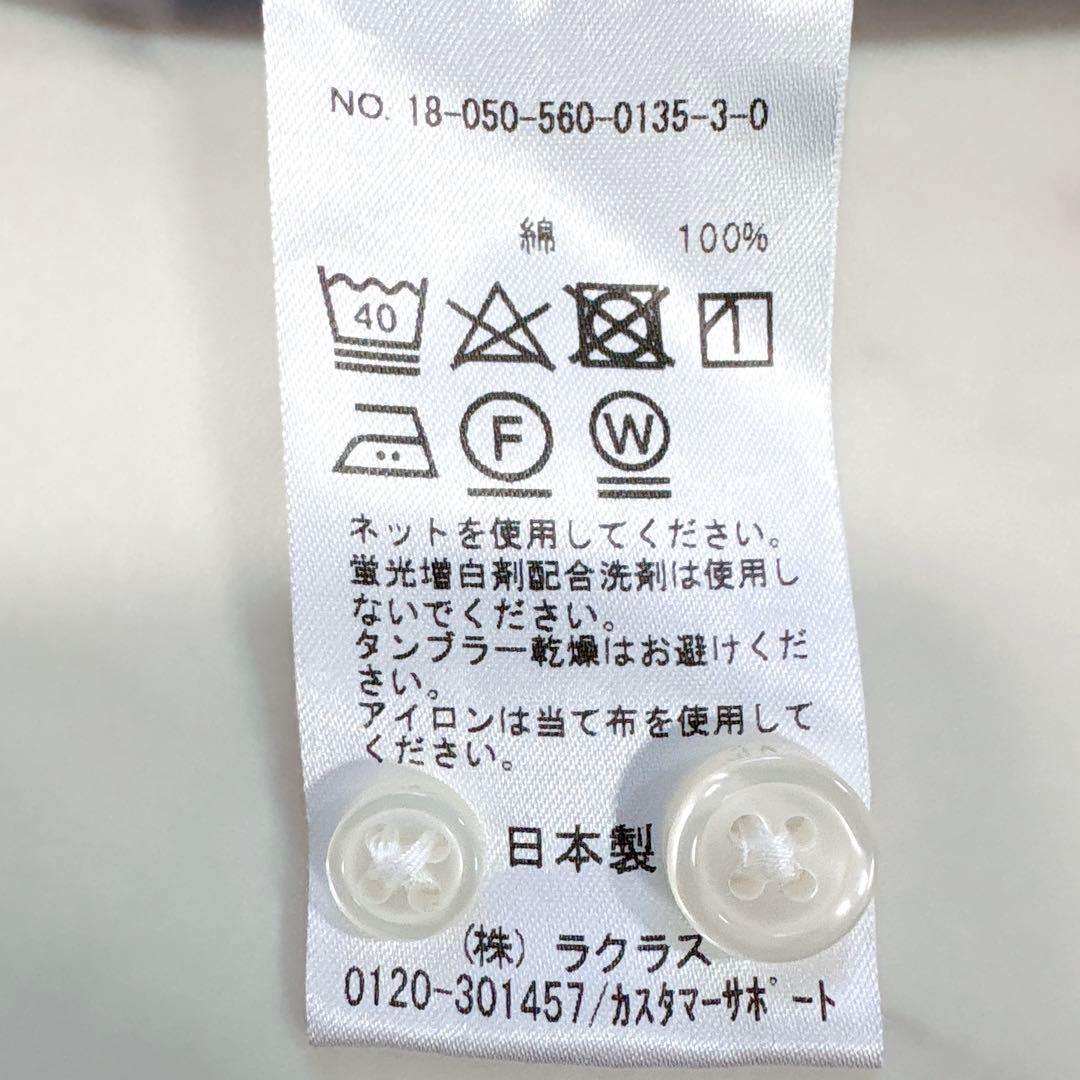 NO. 18-050-560-0135-3-0
綿 100%
40
F W
ネットを使用してください。
蛍光増白剤配合洗剤は使用し
ないでください。
タンブラー乾燥はお避けくだ
さい。
アイロンは当て布を使用して
ください。
日本製
(株) ラクラス
0120-301457/カスタマーサポート